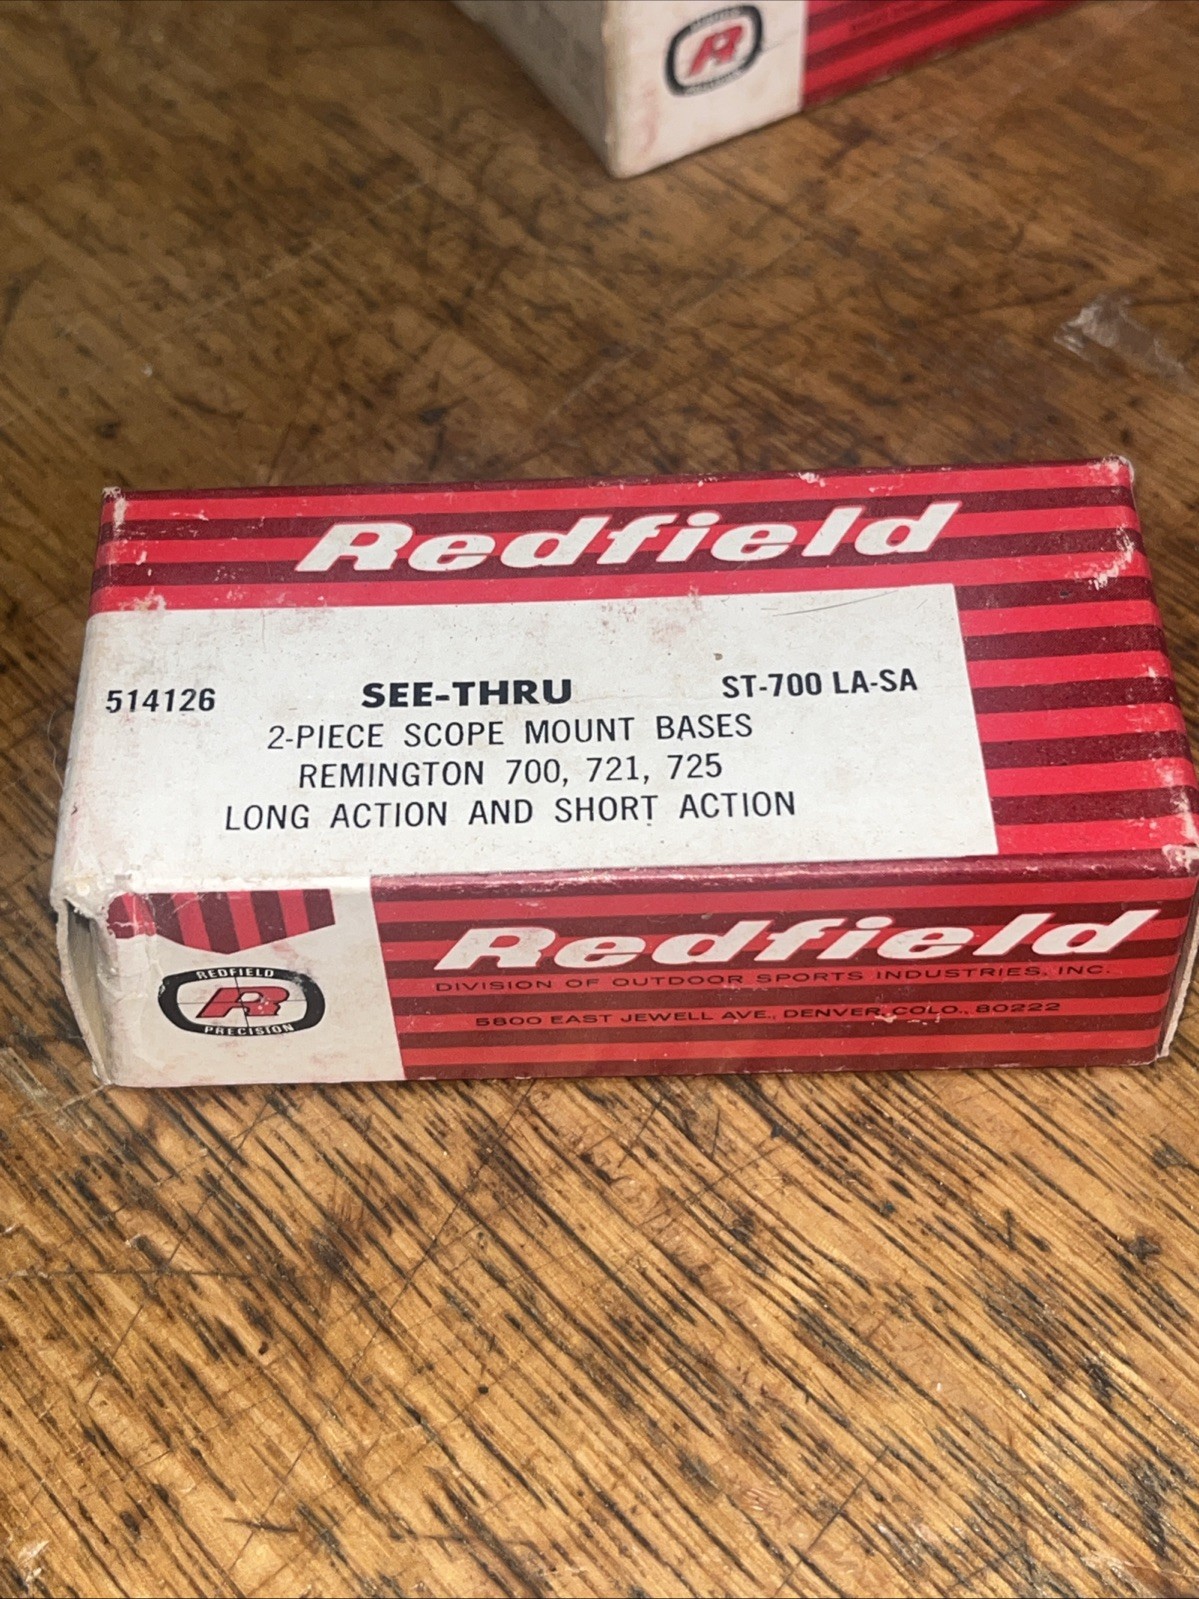 R
Redfield
514126 SEE-THRU ST-700 LA-SA
2-PIECE SCOPE MOUNT BASES
REMINGTON 700, 721, 725
LONG ACTION AND SHORT ACTION
Redfield
DIVISION OF OUTDOOR SPORTS INDUSTRIES, INC.
5800 EAST JEWELL AVE., DENVER, COLO., 80222
REDFIELD
R
PRECISION